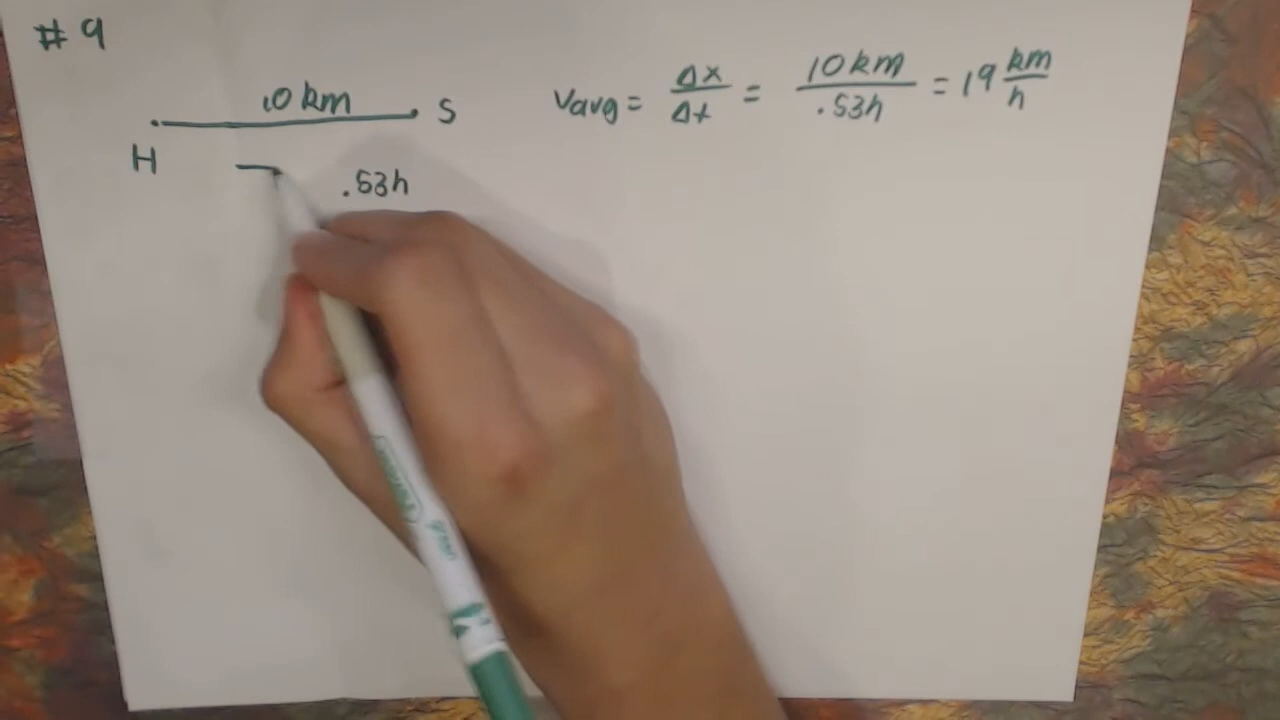 # 9
10 km
S
H
.53h
Vavg = Δx/Δt = 10 km/.53h = 19 km/h